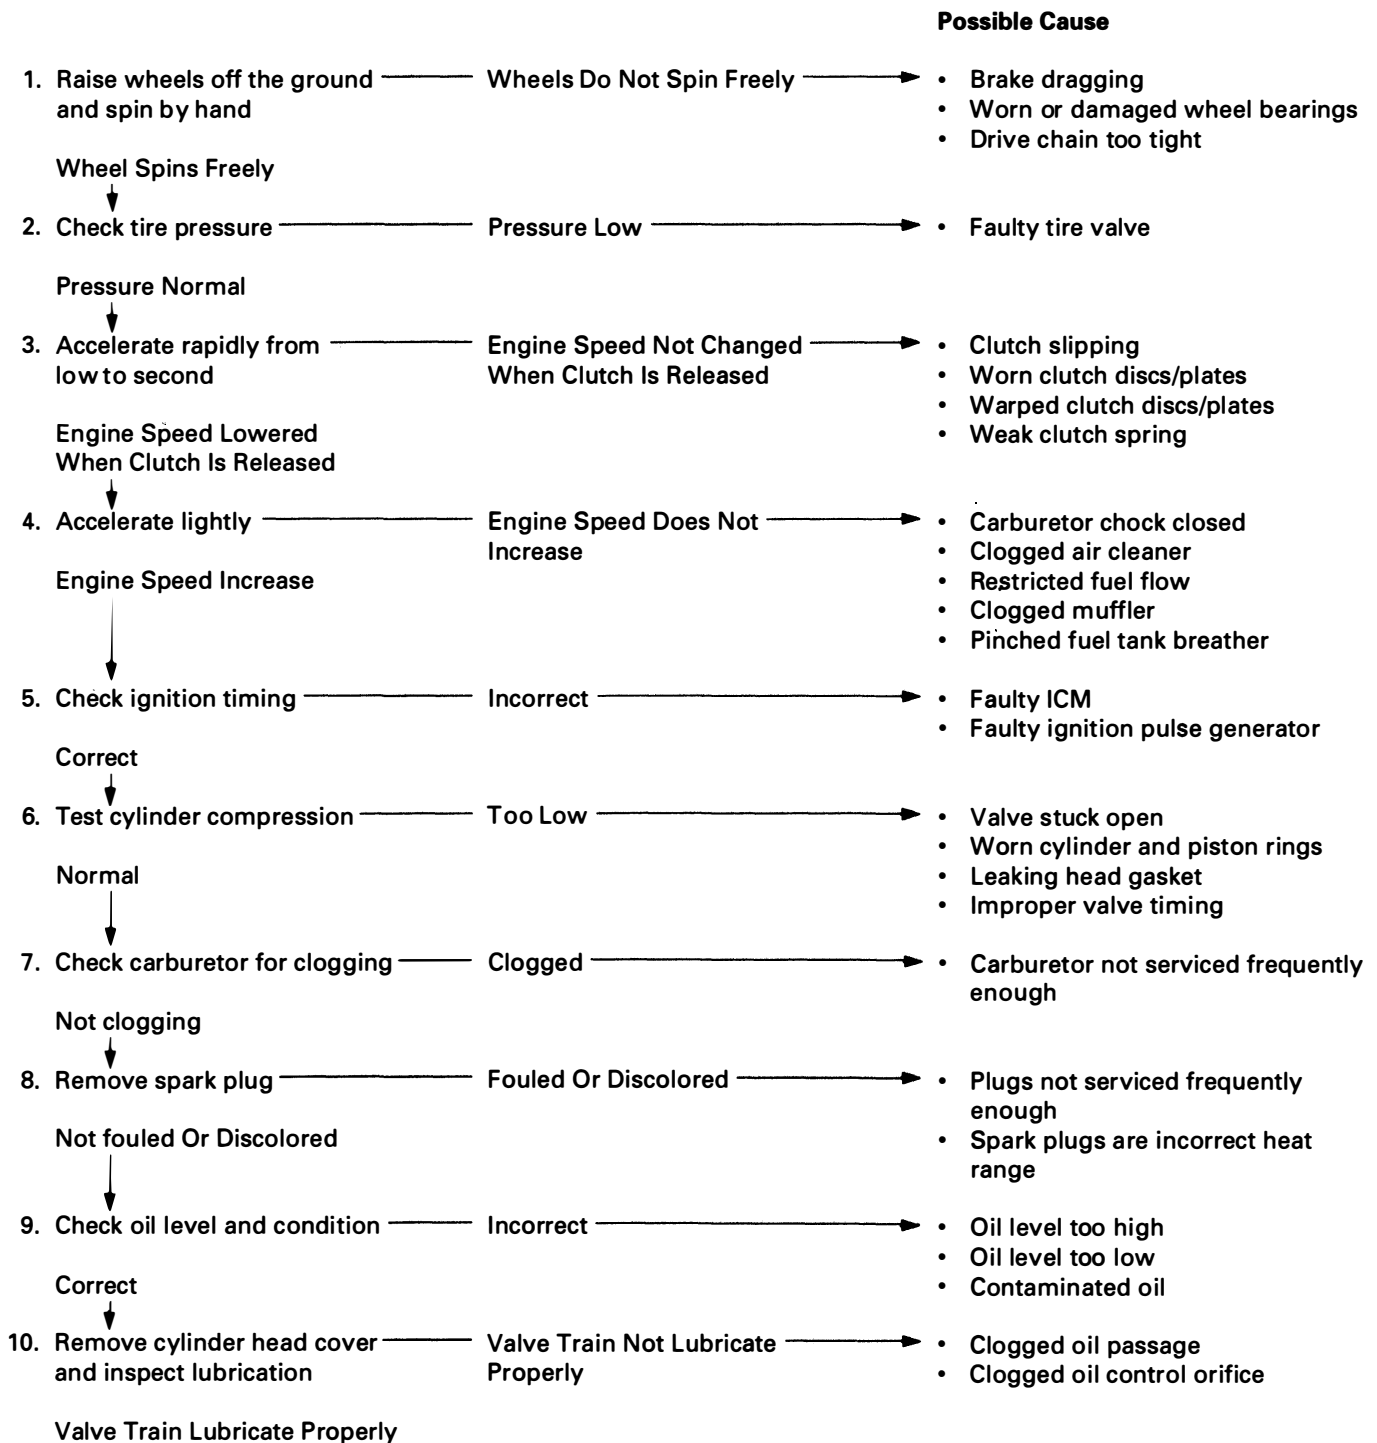 Possible Cause
1. Raise wheels off the ground
and spin by hand
Wheels Do Not Spin Freely
• Brake dragging
• Worn or damaged wheel bearings
• Drive chain too tight
Wheel Spins Freely
2. Check tire pressure
Pressure Low
• Faulty tire valve
Pressure Normal
3. Accelerate rapidly from
low to second
Engine Speed Not Changed
When Clutch Is Released
• Clutch slipping
• Worn clutch discs/plates
• Warped clutch discs/plates
• Weak clutch spring
Engine Speed Lowered
When Clutch Is Released
4. Accelerate lightly
Engine Speed Does Not
Increase
• Carburetor chock closed
• Clogged air cleaner
• Restricted fuel flow
• Clogged muffler
• Pinched fuel tank breather
Engine Speed Increase
5. Check ignition timing
Incorrect
• Faulty ICM
• Faulty ignition pulse generator
Correct
6. Test cylinder compression
Too Low
• Valve stuck open
• Worn cylinder and piston rings
• Leaking head gasket
• Improper valve timing
Normal
7. Check carburetor for clogging
Clogged
• Carburetor not serviced frequently
enough
Not clogging
8. Remove spark plug
Fouled Or Discolored
• Plugs not serviced frequently
enough
• Spark plugs are incorrect heat
range
Not fouled Or Discolored
9. Check oil level and condition
Incorrect
• Oil level too high
• Oil level too low
• Contaminated oil
Correct
10. Remove cylinder head cover
and inspect lubrication
Valve Train Not Lubricate
Properly
• Clogged oil passage
• Clogged oil control orifice
Valve Train Lubricate Properly